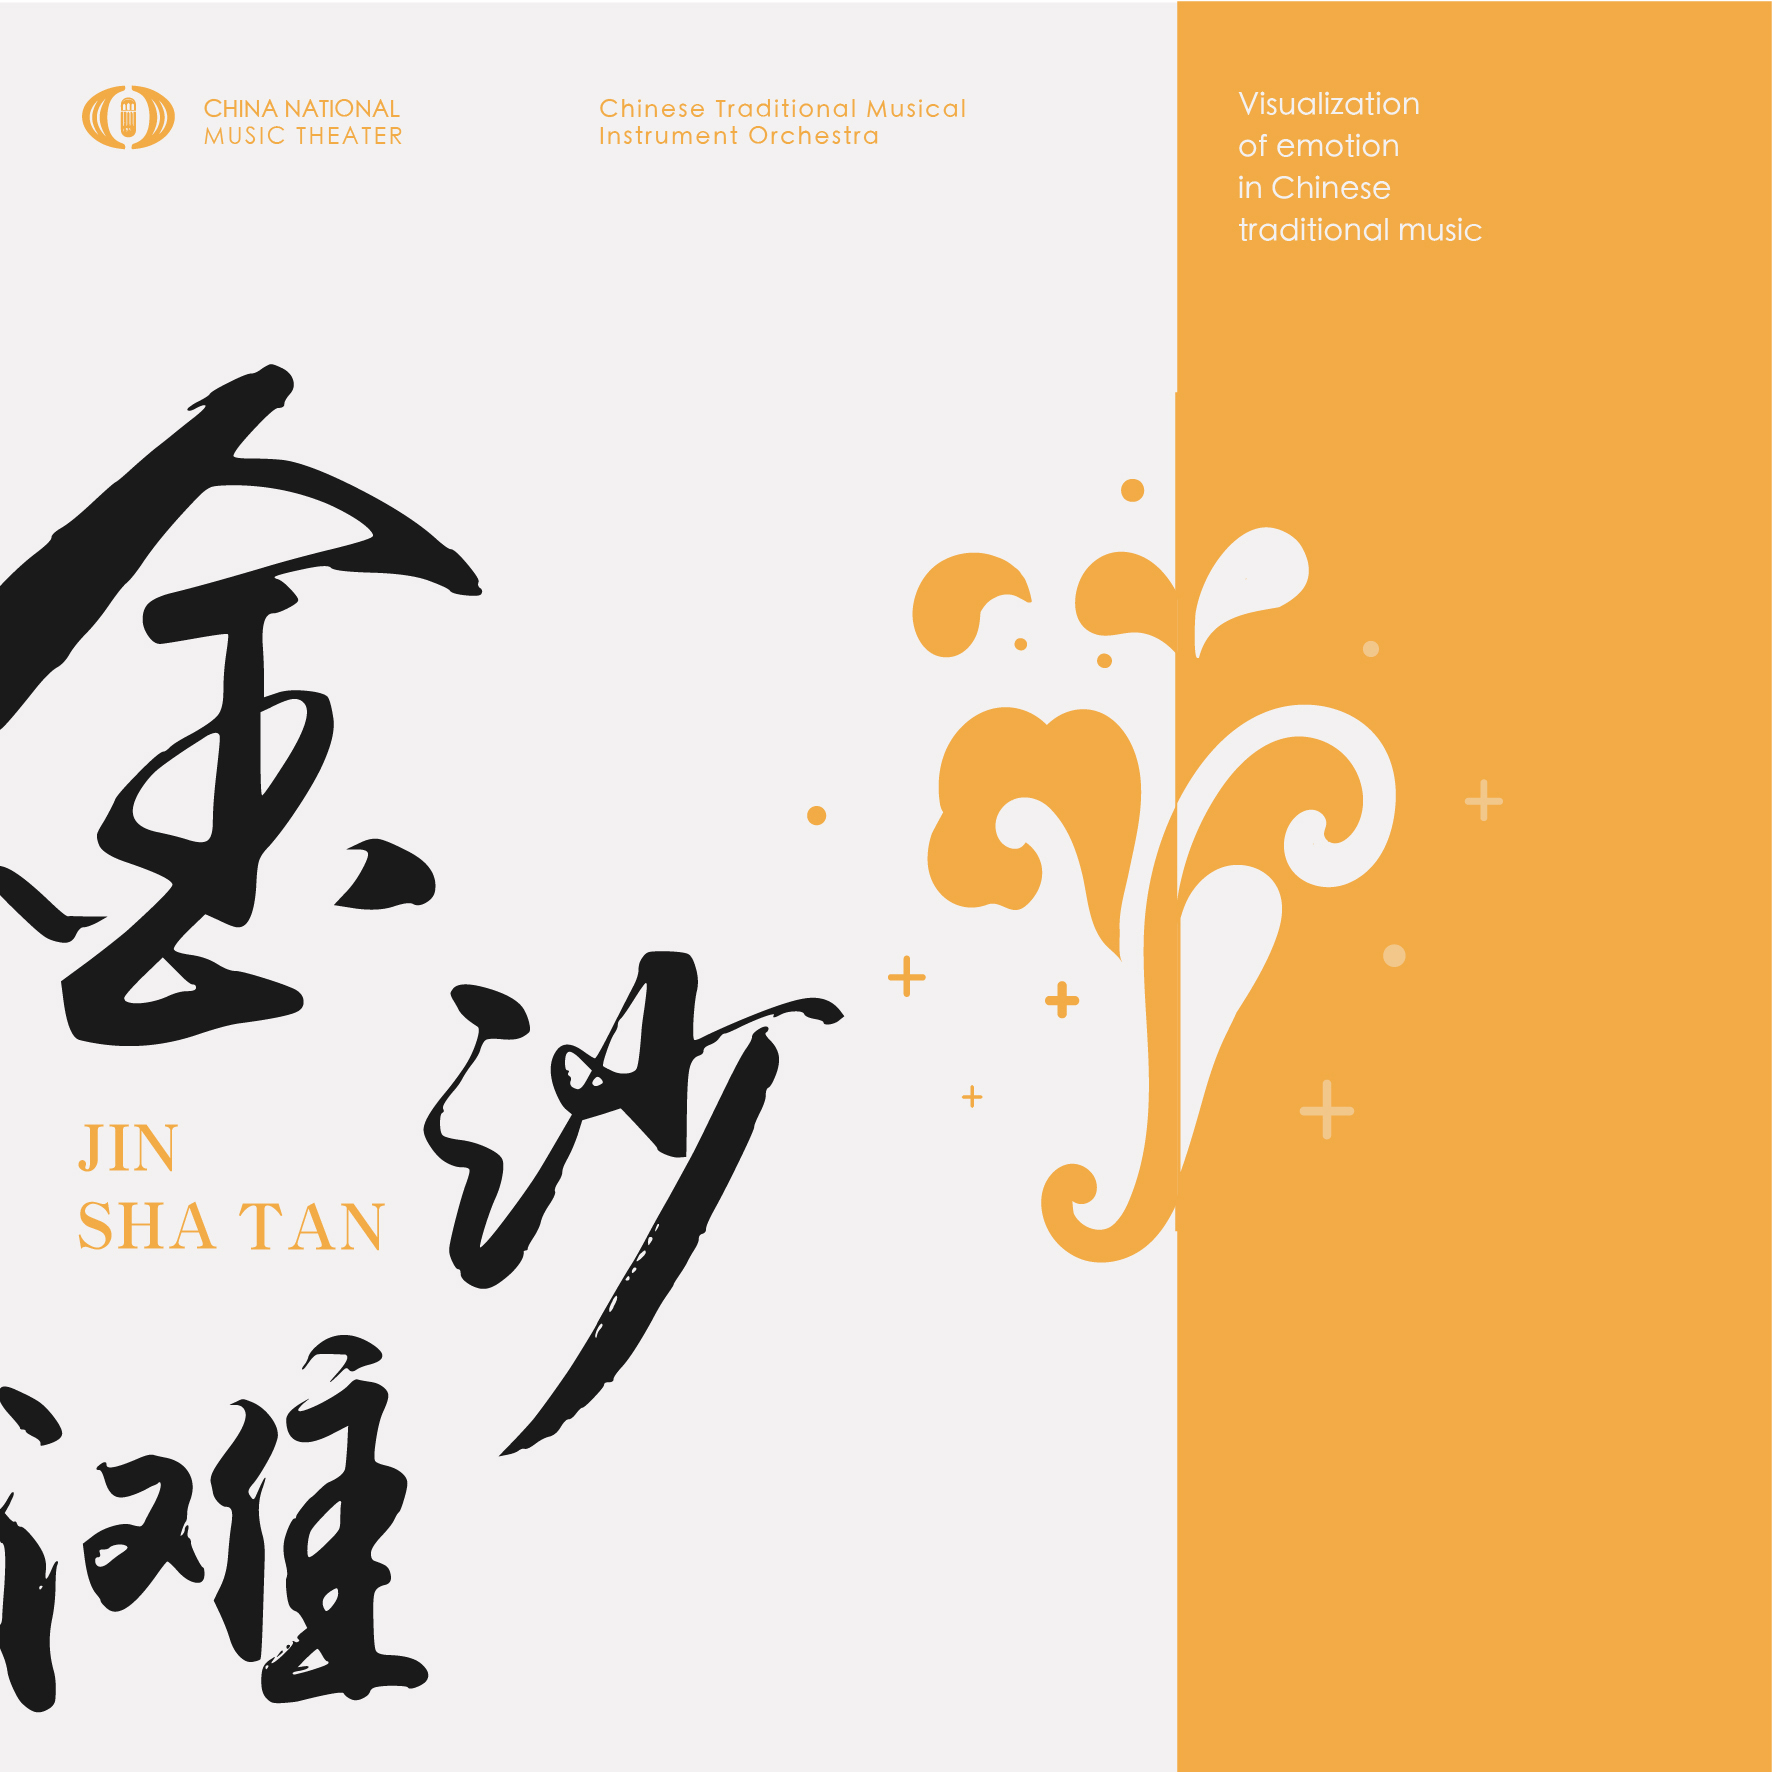 CHINA NATIONAL
MUSIC THEATER
Chinese Traditional Musical
Instrument Orchestra
Visualization
of emotion
in Chinese
traditional music
金
沙
JIN
SHA TAN
滩